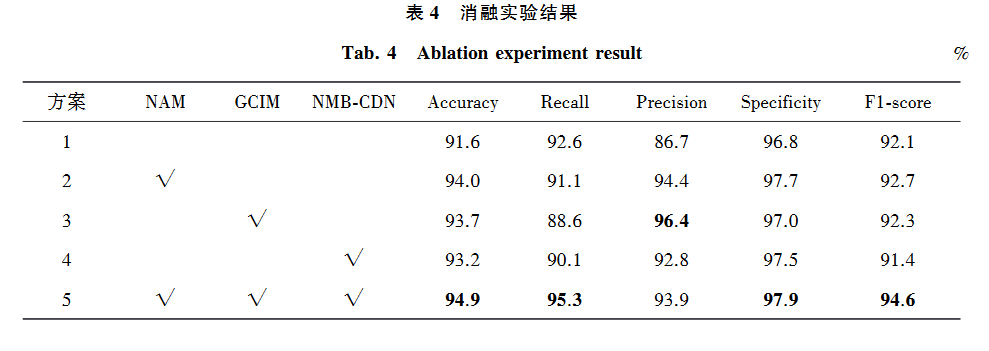 表 4 消融实验结果
Tab. 4 Ablation experiment result %
方案 NAM GCIM NMB-CDN Accuracy Recall Precision Specificity F1-score
1 91.6 92.6 86.7 96.8 92.1
2 √ 94.0 91.1 94.4 97.7 92.7
3 √ 93.7 88.6 96.4 97.0 92.3
4 √ 93.2 90.1 92.8 97.5 91.4
5 √ √ √ 94.9 95.3 93.9 97.9 94.6